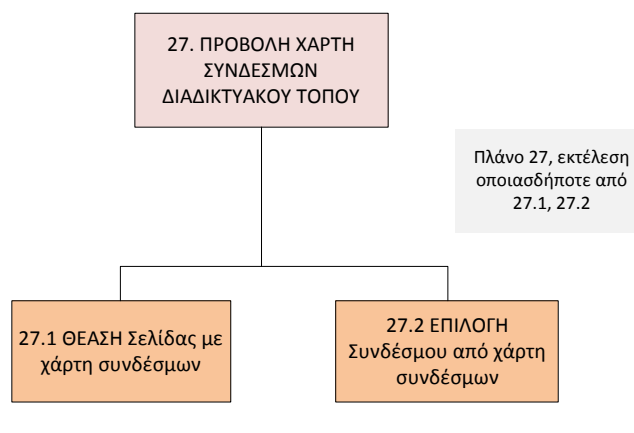 27. ΠΡΟΒΟΛΗ ΧΑΡΤΗ
ΣΥΝΔΕΣΜΩΝ
ΔΙΑΔΙΚΤΥΑΚΟΥ ΤΟΠΟΥ
Πλάνο 27, εκτέλεση
οποιασδήποτε από
27.1, 27.2
27.1 ΘΕΑΣΗ Σελίδας με
χάρτη συνδέσμων
27.2 ΕΠΙΛΟΓΗ
Συνδέσμου από χάρτη
συνδέσμων